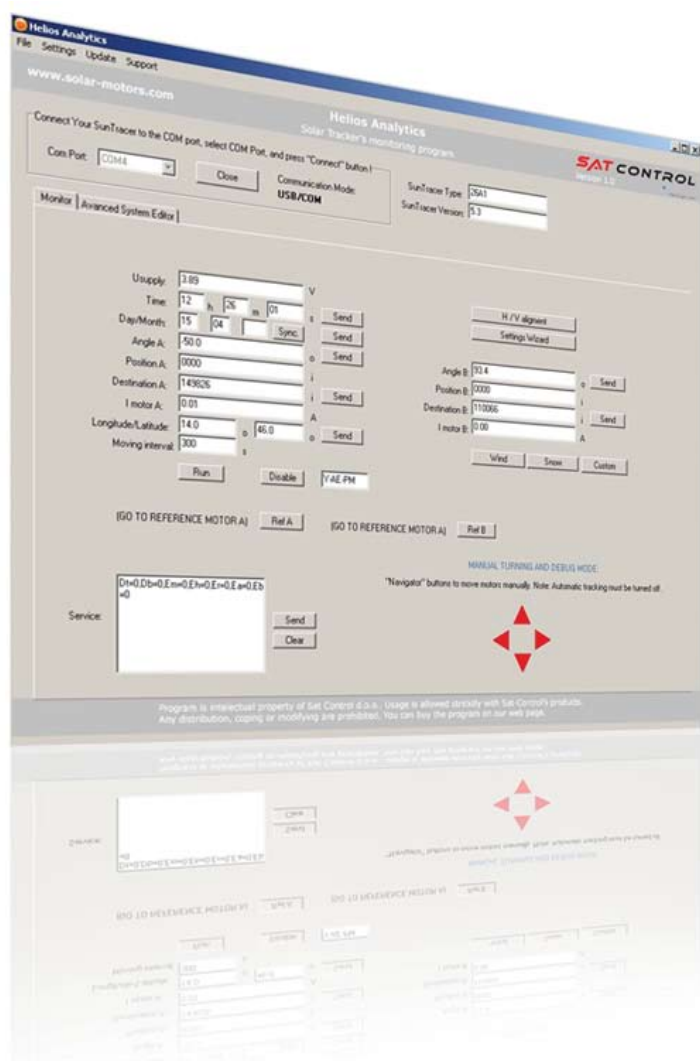 Helios Analytics
File Settings Update Support
www.solar-motors.com
Helios Analytics
Solar Tracker's monitoring program
SAT CONTROL
Version 1.0
Connect Your SunTracer to the COM port, select COM Port, and press "Connect" button !
Com Port: COM4 Close Communication Mode:
USB/COM
SunTracer Type: 26A1
SunTracer Version: 5.3
Monitor Avanced System Editor
Usupply: 3.89 V
Time: 12 h 26 m 01 s Send
Day/Month: 15 04 Sync. Send
Angle A: -50.0 o Send
Position A: 0000 i
Destination A: 149826 i Send
I motor A: 0.01 A
Longitude/Latitude: 14.0 o 46.0 o Send
Moving interval: 300 s
Run Disable Y-AE-PM
H / V aligment
Settings Wizard
Angle B: 93.4 o Send
Position B: 0000 i
Destination B: 110066 i Send
I motor B: 0.00 A
Wind Snow Custom
(GO TO REFERENCE MOTOR A) Ref A (GO TO REFERENCE MOTOR A) Ref B
MANUAL TURNING AND DEBUG MODE:
"Navigator" buttons to move motors manually. Note: Automatic tracking must be turned off.
Service: Dt=0,Db=0,Em=0,Eh=0,Er=0,Ea=0,Eb
=0
Send
Clear
Program is intelectual property of Sat Control d.o.o.. Usage is allowed strictly with Sat-Control's products.
Any distribution, coping or modifying are prohibited. You can buy the program on our web page.